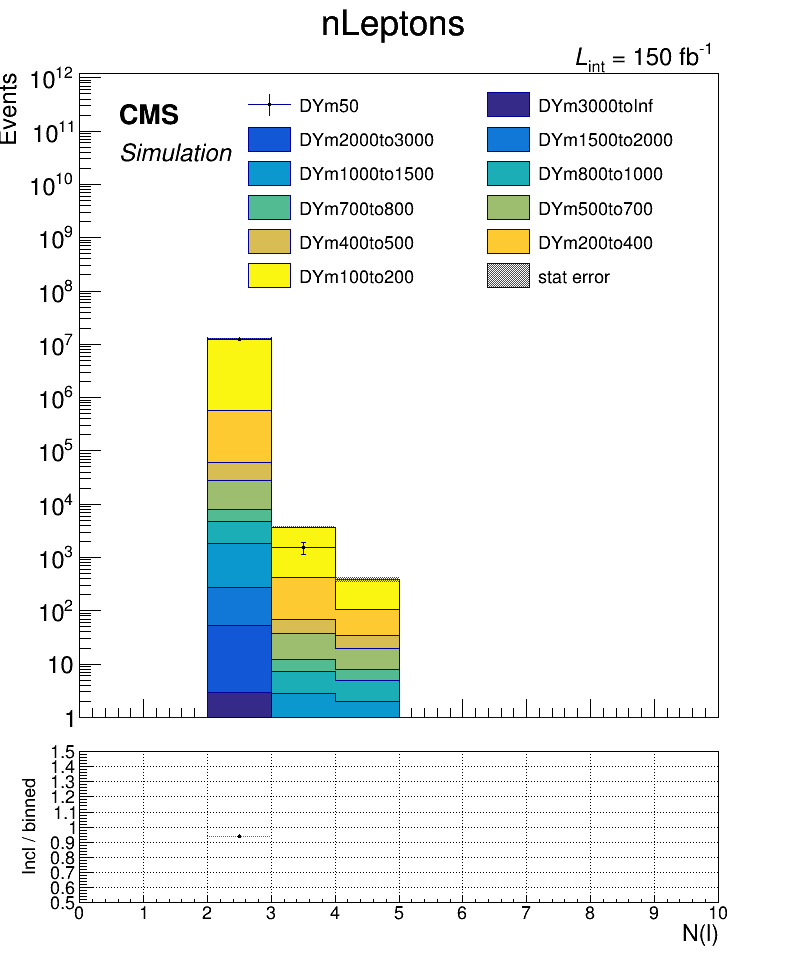 nLeptons
L_int = 150 fb^-1
Events
10^12
10^11
10^10
10^9
10^8
10^7
10^6
10^5
10^4
10^3
10^2
10
1
CMS
Simulation
DYm50
DYm3000toInf
DYm2000to3000
DYm1500to2000
DYm1000to1500
DYm800to1000
DYm700to800
DYm500to700
DYm400to500
DYm200to400
DYm100to200
stat error
Incl / binned
1.5
1.4
1.3
1.2
1.1
1
0.9
0.8
0.7
0.6
0.5
0 1 2 3 4 5 6 7 8 9 10
N(l)